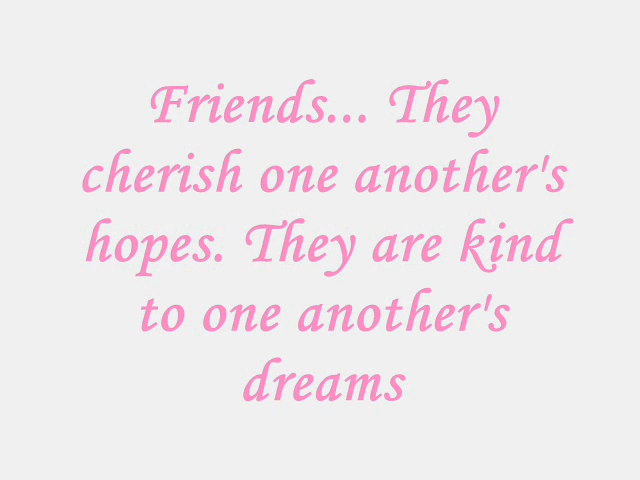 Friends... They
cherish one another's
hopes. They are kind
to one another's
dreams